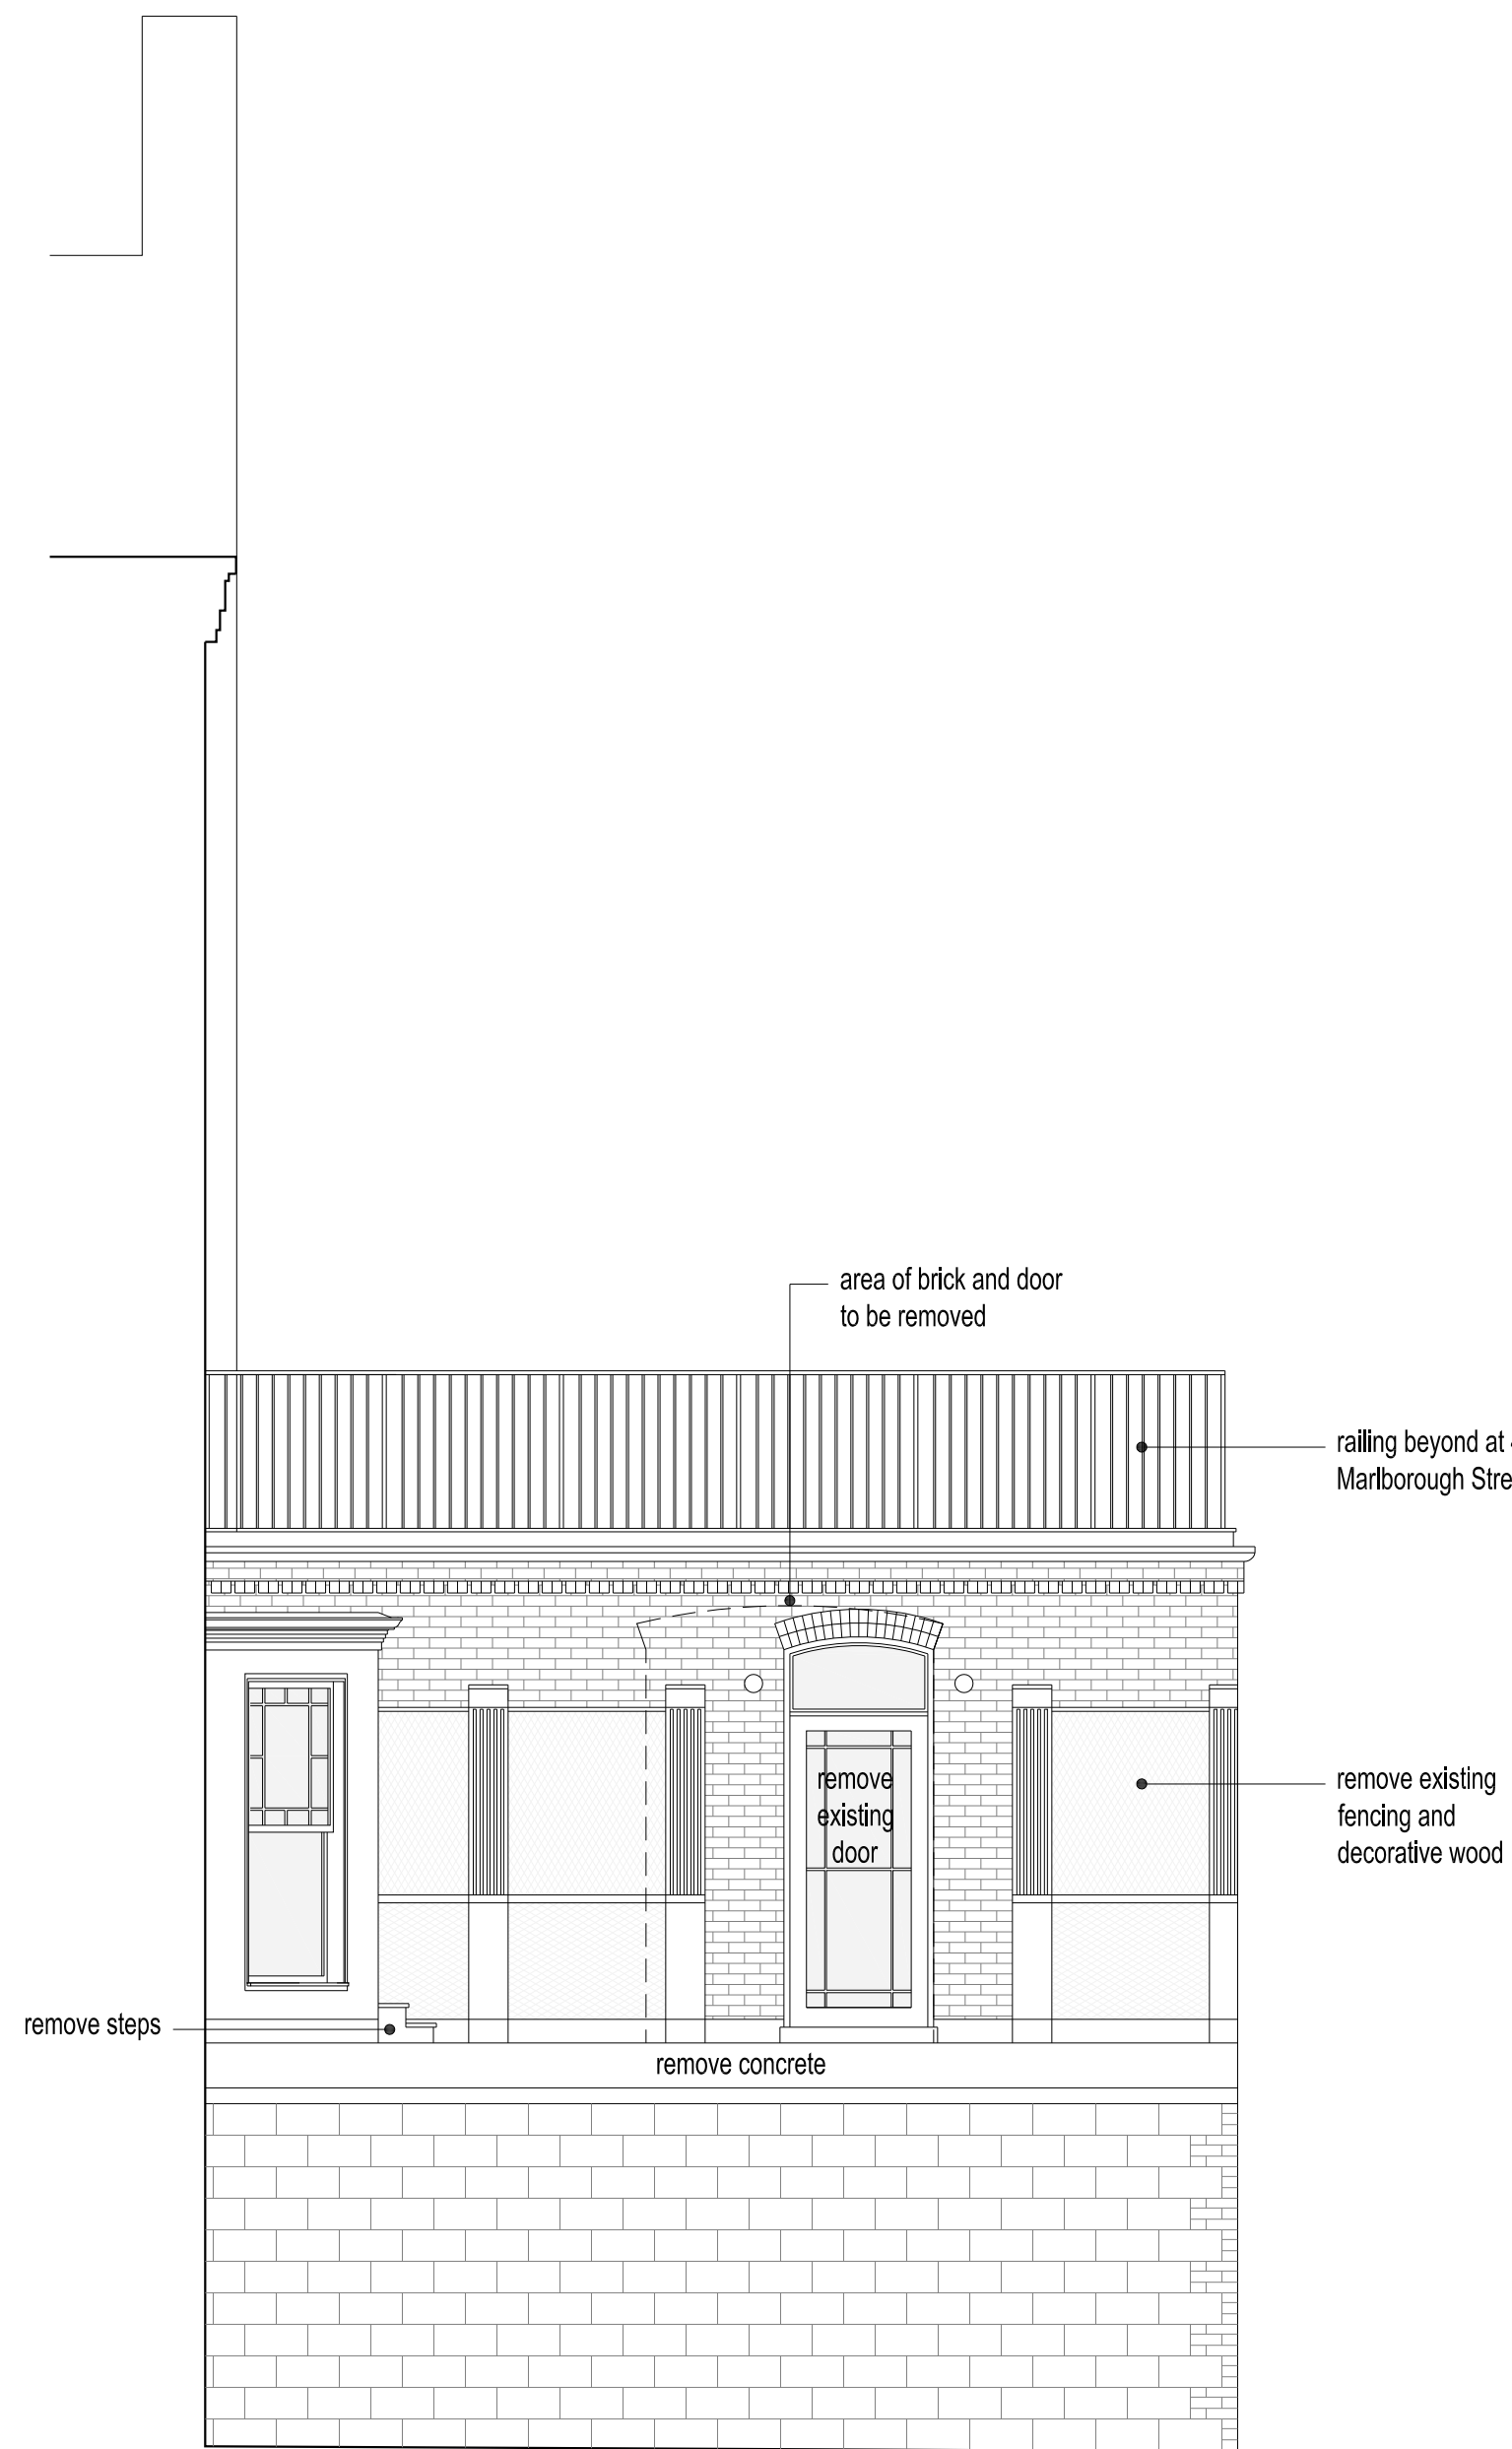 area of brick and door
to be removed
railing beyond at
Marlborough
remove
existing
door
remove existing
fencing and
decorative wood
remove steps
remove concrete